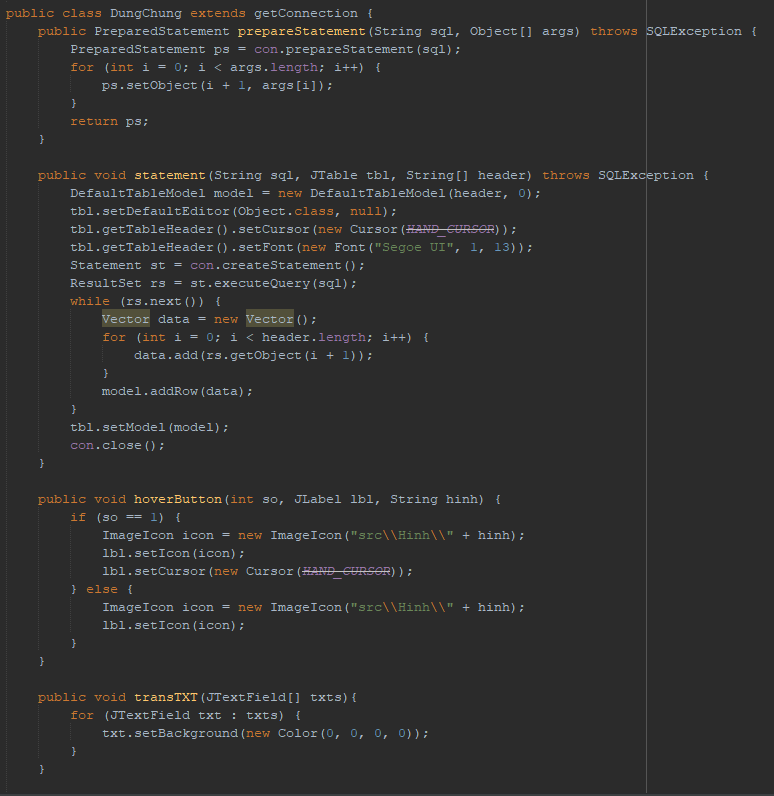 public class DungChung extends getConnection {
    public PreparedStatement prepareStatement(String sql, Object[] args) throws SQLException {
        PreparedStatement ps = con.prepareStatement(sql);
        for (int i = 0; i < args.length; i++) {
            ps.setObject(i + 1, args[i]);
        }
        return ps;
    }
    public void statement(String sql, JTable tbl, String[] header) throws SQLException {
        DefaultTableModel model = new DefaultTableModel(header, 0);
        tbl.setDefaultEditor(Object.class, null);
        tbl.getTableHeader().setCursor(new Cursor(HAND_CURSOR));
        tbl.getTableHeader().setFont(new Font("Segoe UI", 1, 13));
        Statement st = con.createStatement();
        ResultSet rs = st.executeQuery(sql);
        while (rs.next()) {
            Vector data = new Vector();
            for (int i = 0; i < header.length; i++) {
                data.add(rs.getObject(i + 1));
            }
            model.addRow(data);
        }
        tbl.setModel(model);
        con.close();
    }
    public void hoverButton(int so, JLabel lbl, String hinh) {
        if (so == 1) {
            ImageIcon icon = new ImageIcon("src\\Hinh\\" + hinh);
            lbl.setIcon(icon);
            lbl.setCursor(new Cursor(HAND_CURSOR));
        } else {
            ImageIcon icon = new ImageIcon("src\\Hinh\\" + hinh);
            lbl.setIcon(icon);
        }
    }
    public void transTXT(JTextField[] txts){
        for (JTextField txt : txts) {
            txt.setBackground(new Color(0, 0, 0, 0));
        }
    }